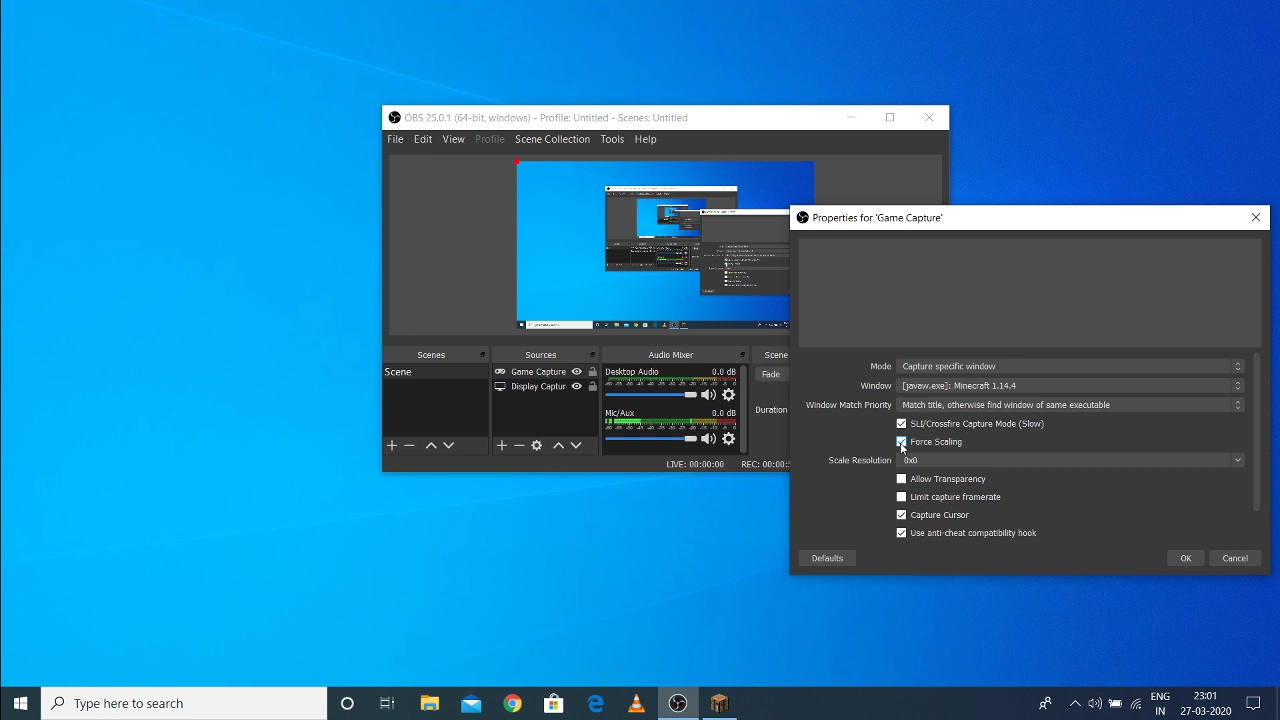 OBS 25.0.1 (64-bit, windows) - Profile: Untitled - Scenes: Untitled
File Edit View Profile Scene Collection Tools Help
Properties for 'Game Capture'
Scenes
Scene
Sources
Game Capture
Display Captur
Audio Mixer
Desktop Audio 0.0 dB
Mic/Aux 0.0 dB
Scene
Fade
Duration
LIVE: 00:00:00 REC: 00:00:
Mode Capture specific window
Window [javaw.exe]: Minecraft 1.14.4
Window Match Priority Match title, otherwise find window of same executable
SLI/Crossfire Capture Mode (Slow)
Force Scaling
Scale Resolution 0x0
Allow Transparency
Limit capture framerate
Capture Cursor
Use anti-cheat compatibility hook
Defaults OK Cancel
Type here to search
ENG
IN
23:01
27-03-2020